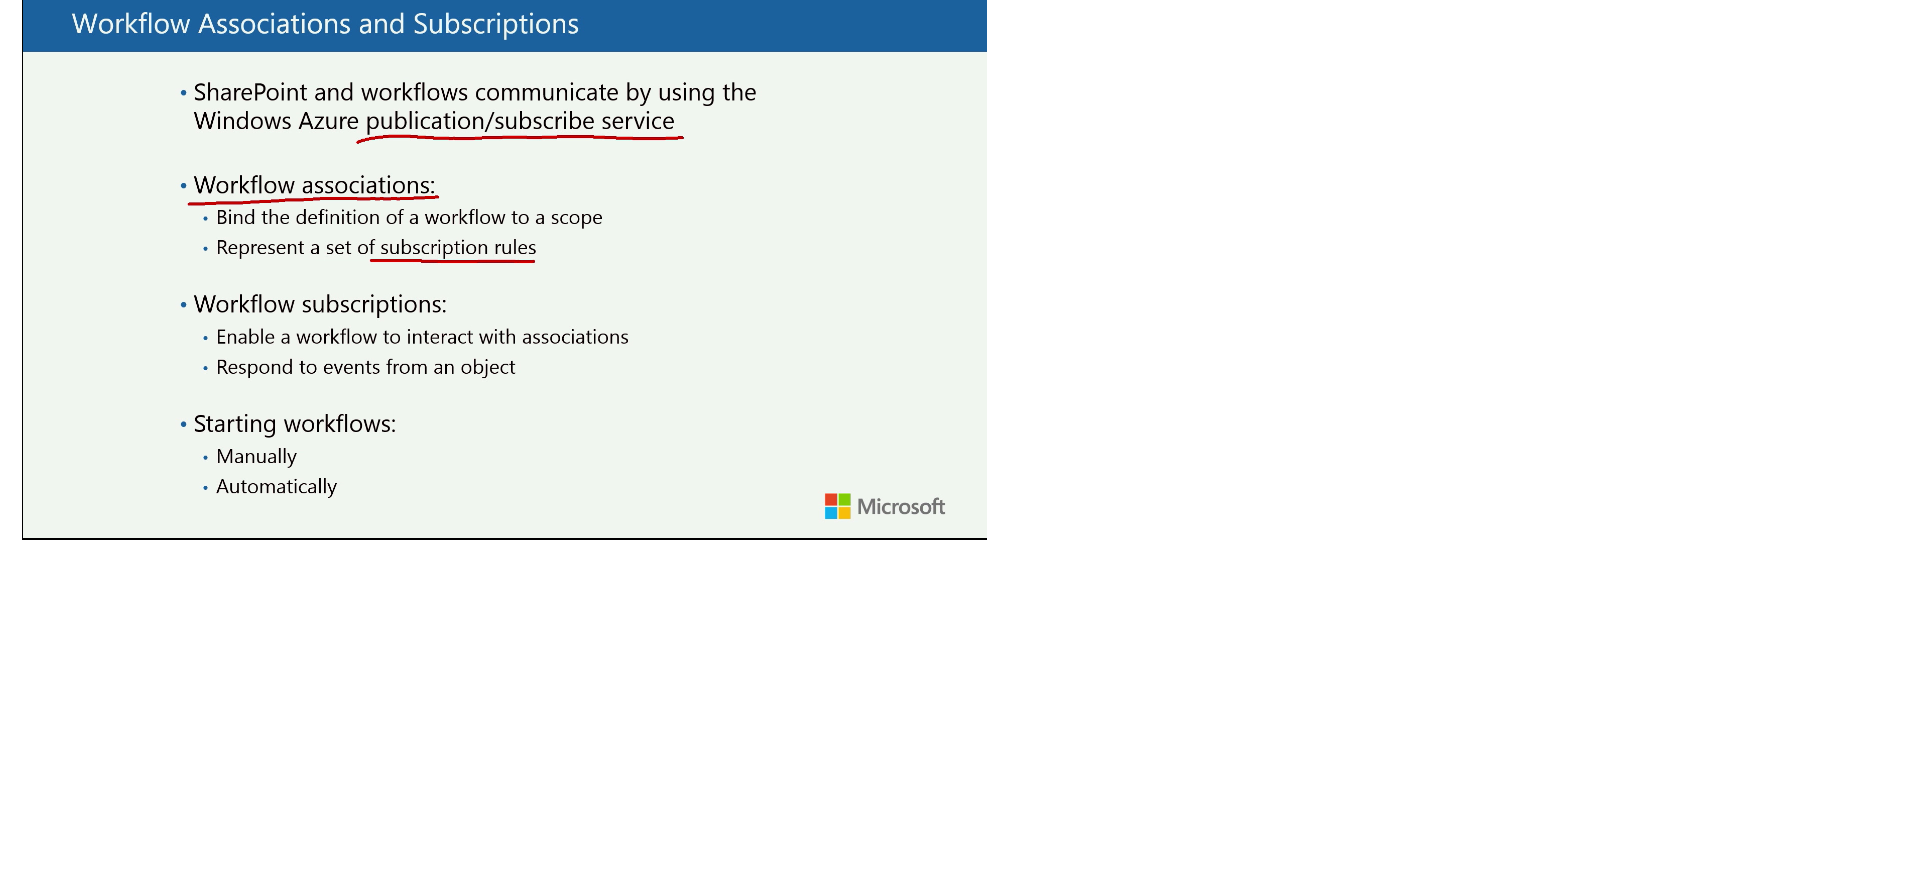 Workflow Associations and Subscriptions
• SharePoint and workflows communicate by using the
Windows Azure publication/subscribe service
• Workflow associations:
• Bind the definition of a workflow to a scope
• Represent a set of subscription rules
• Workflow subscriptions:
• Enable a workflow to interact with associations
• Respond to events from an object
• Starting workflows:
• Manually
• Automatically
Microsoft